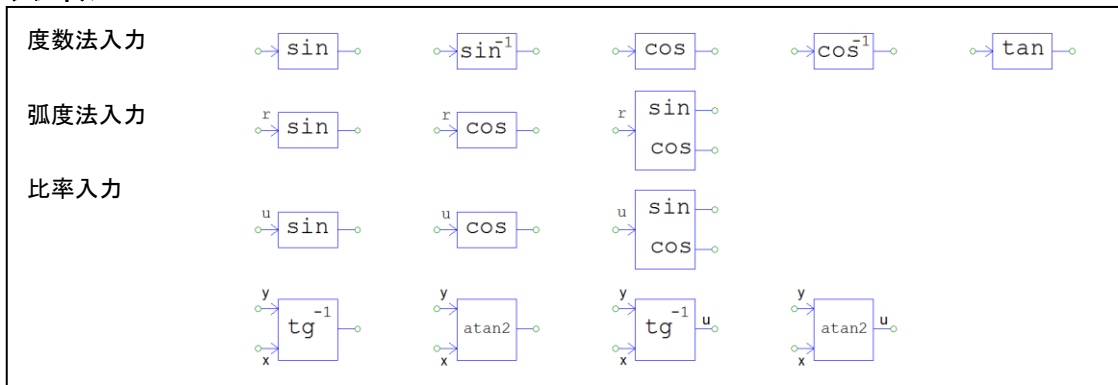 度数法入力
sin sin⁻¹ cos cos⁻¹ tan
弧度法入力
r sin r cos r sin
cos
比率入力
u sin u cos u sin
cos
y y y y
tg⁻¹ atan2 tg⁻¹ u atan2 u
x x x x